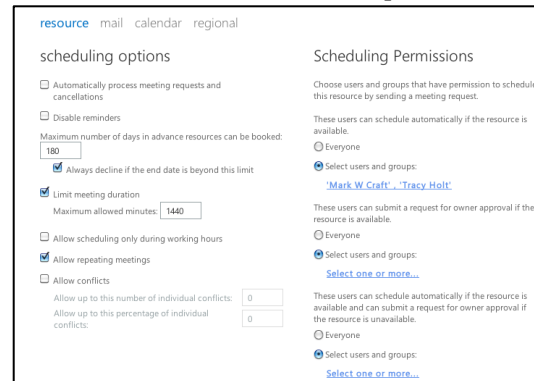 resource mail calendar regional
scheduling options
Automatically process meeting requests and
cancellations
Disable reminders
Maximum number of days in advance resources can be booked:
180
Always decline if the end date is beyond this limit
Limit meeting duration
Maximum allowed minutes: 1440
Allow scheduling only during working hours
Allow repeating meetings
Allow conflicts
Allow up to this number of individual conflicts: 0
Allow up to this percentage of individual
conflicts: 0
Scheduling Permissions
Choose users and groups that have permission to schedule
this resource by sending a meeting request.
These users can schedule automatically if the resource is
available.
Everyone
Select users and groups:
'Mark W Craft' , 'Tracy Holt'
These users can submit a request for owner approval if the
resource is available.
Everyone
Select users and groups:
Select one or more...
These users can schedule automatically if the resource is
available and can submit a request for owner approval if
the resource is unavailable.
Everyone
Select users and groups:
Select one or more...